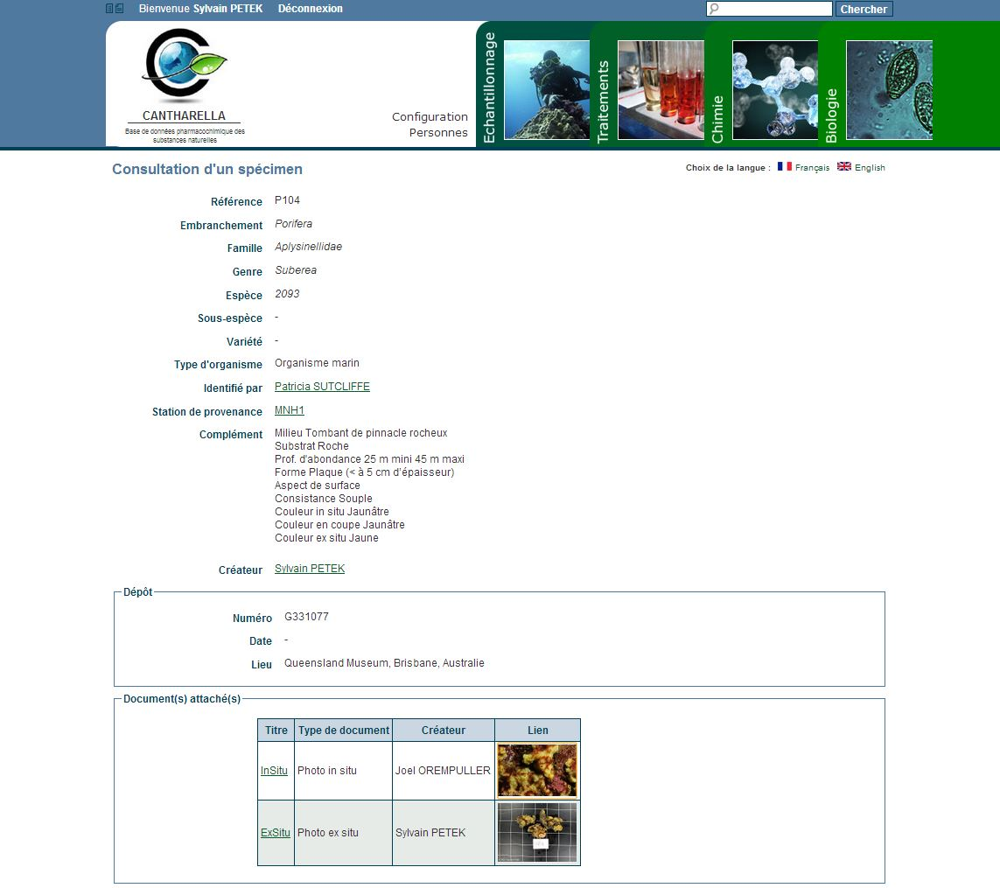 Bienvenue Sylvain PETEK Déconnexion
Chercher
CANTHARELLA
Base de données pharmacochimique des
substances naturelles
Configuration
Personnes
Echantillonnage
Traitements
Chimie
Biologie
Consultation d'un spécimen
Choix de la langue : Français English
Référence P104
Embranchement Porifera
Famille Aplysinellidae
Genre Suberea
Espèce 2093
Sous-espèce -
Variété -
Type d'organisme Organisme marin
Identifié par Patricia SUTCLIFFE
Station de provenance MNH1
Complément Milieu Tombant de pinnacle rocheux
Substrat Roche
Prof. d'abondance 25 m mini 45 m maxi
Forme Plaque (< à 5 cm d'épaisseur)
Aspect de surface
Consistance Souple
Couleur in situ Jaunâtre
Couleur en coupe Jaunâtre
Couleur ex situ Jaune
Créateur Sylvain PETEK
Dépôt
Numéro G331077
Date -
Lieu Queensland Museum, Brisbane, Australie
Document(s) attaché(s)
Titre Type de document Créateur Lien
InSitu Photo in situ Joel OREMPULLER
ExSitu Photo ex situ Sylvain PETEK